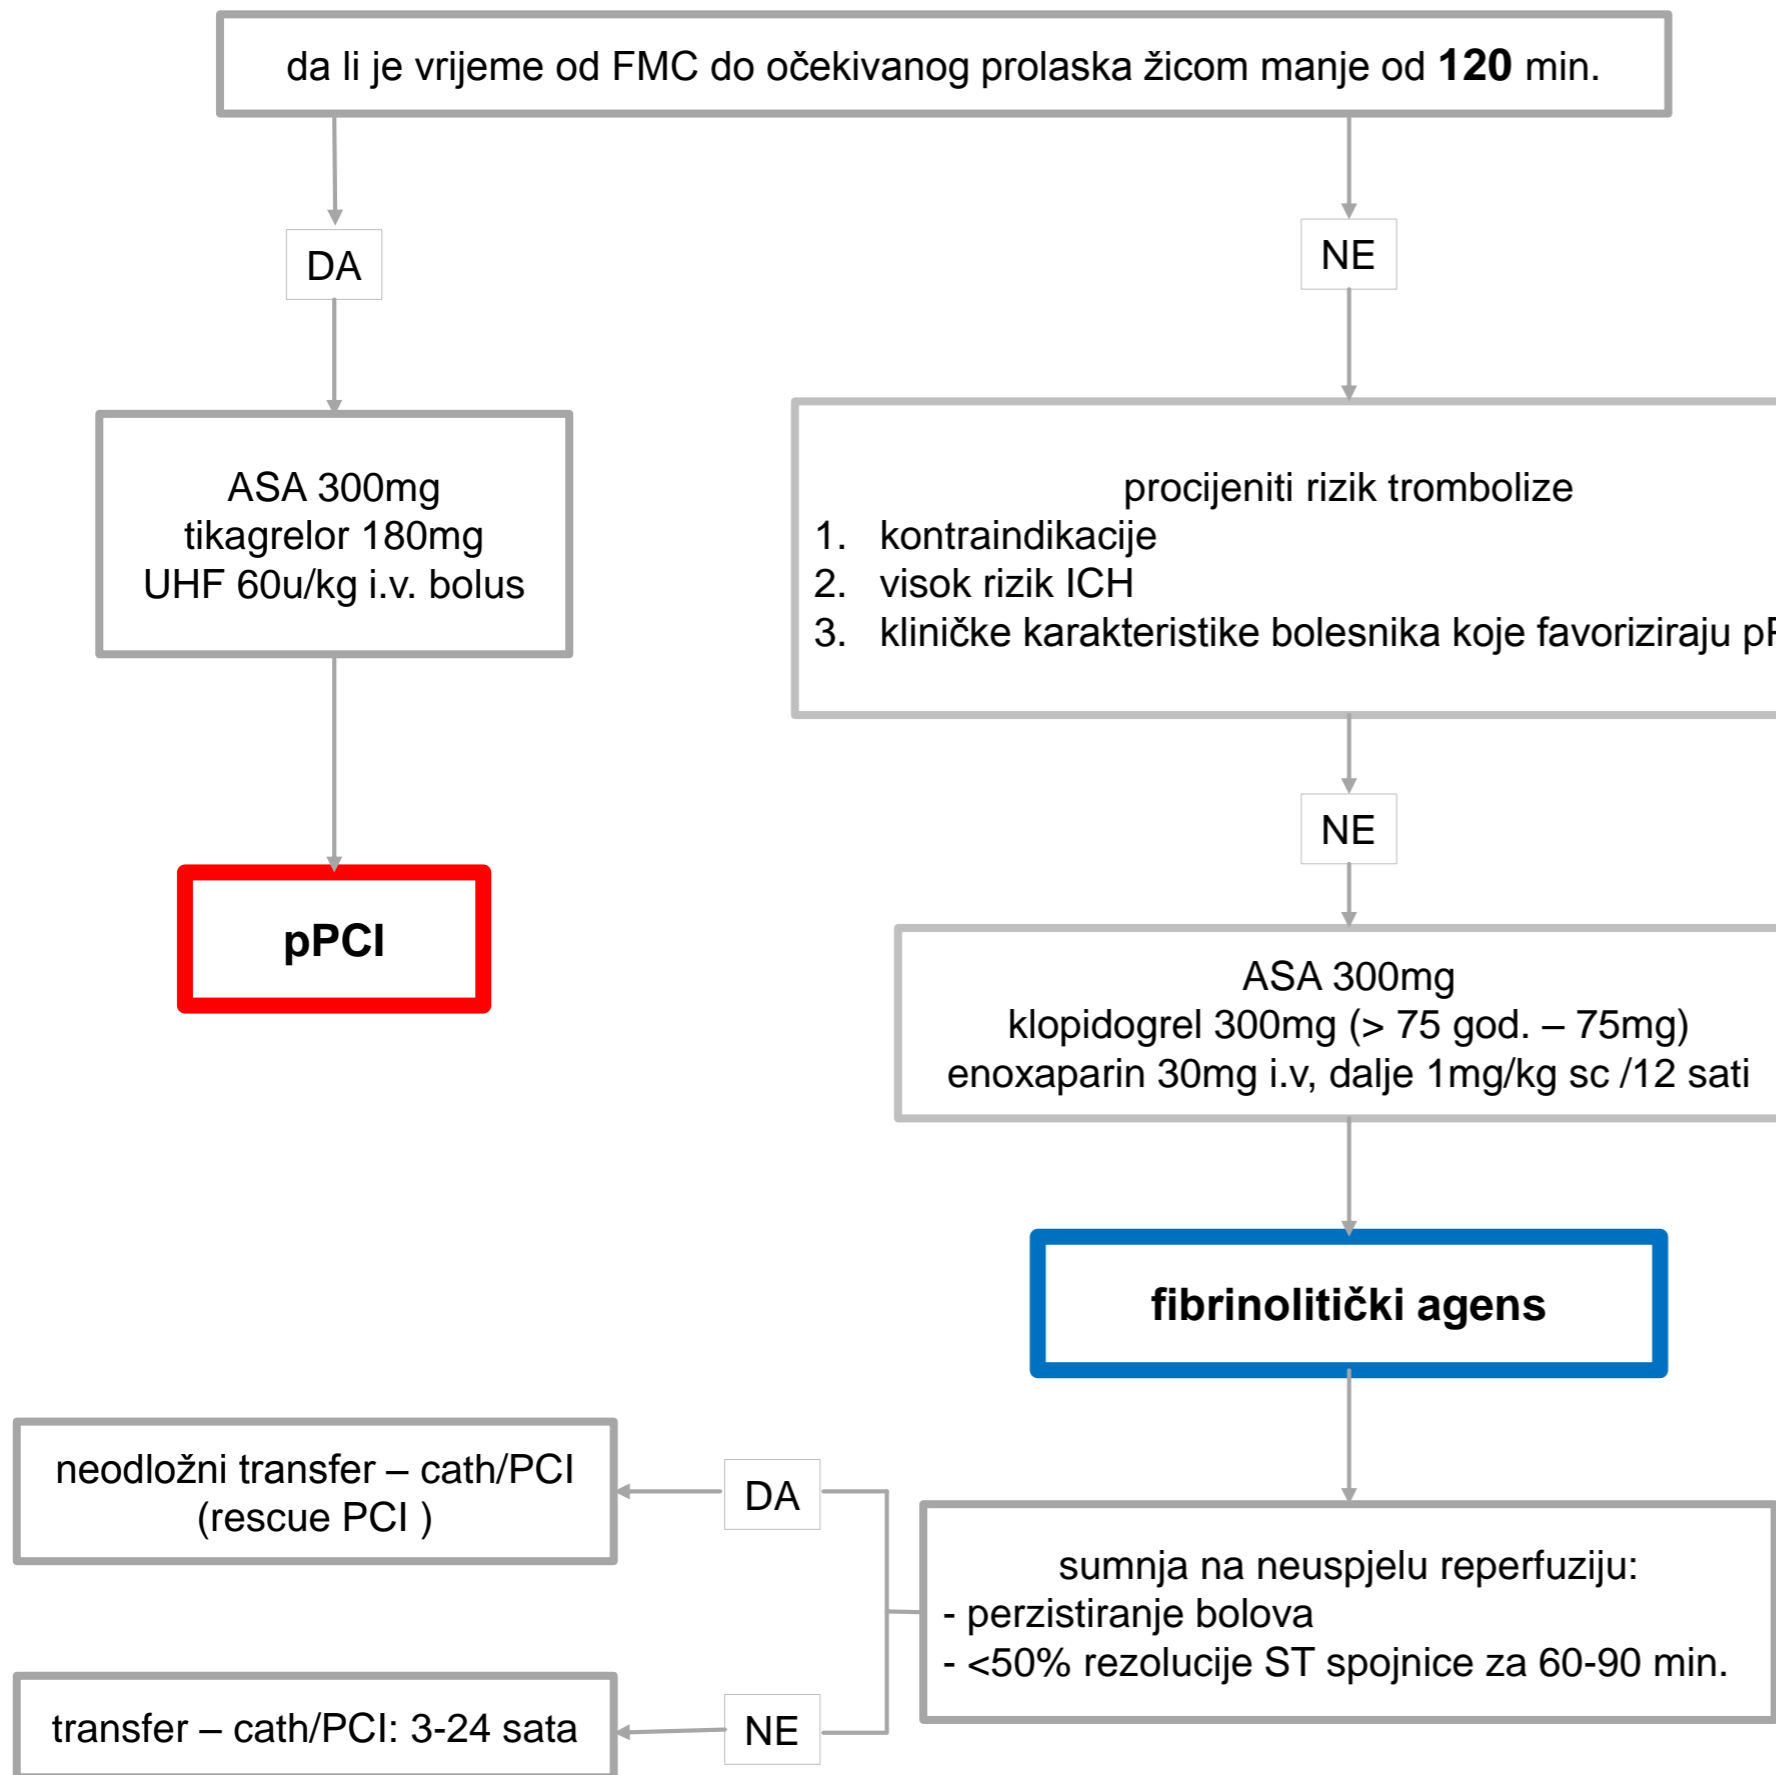 da li je vrijeme od FMC do očekivanog prolaska žicom manje od 120 min.
DA
NE
ASA 300mg
tikagrelor 180mg
UHF 60u/kg i.v. bolus
procijeniti rizik trombolize
1. kontraindikacije
2. visok rizik ICH
3. kliničke karakteristike bolesnika koje favoriziraju
NE
pPCI
ASA 300mg
klopidogrel 300mg (> 75 god. – 75mg)
enoxaparin 30mg i.v, dalje 1mg/kg sc /12 sati
fibrinolitički agens
neodložni transfer – cath/PCI
(rescue PCI )
DA
sumnja na neuspjelu reperfuziju:
- perzistiranje bolova
- <50% rezolucije ST spojnice za 60-90 min.
transfer – cath/PCI: 3-24 sata
NE